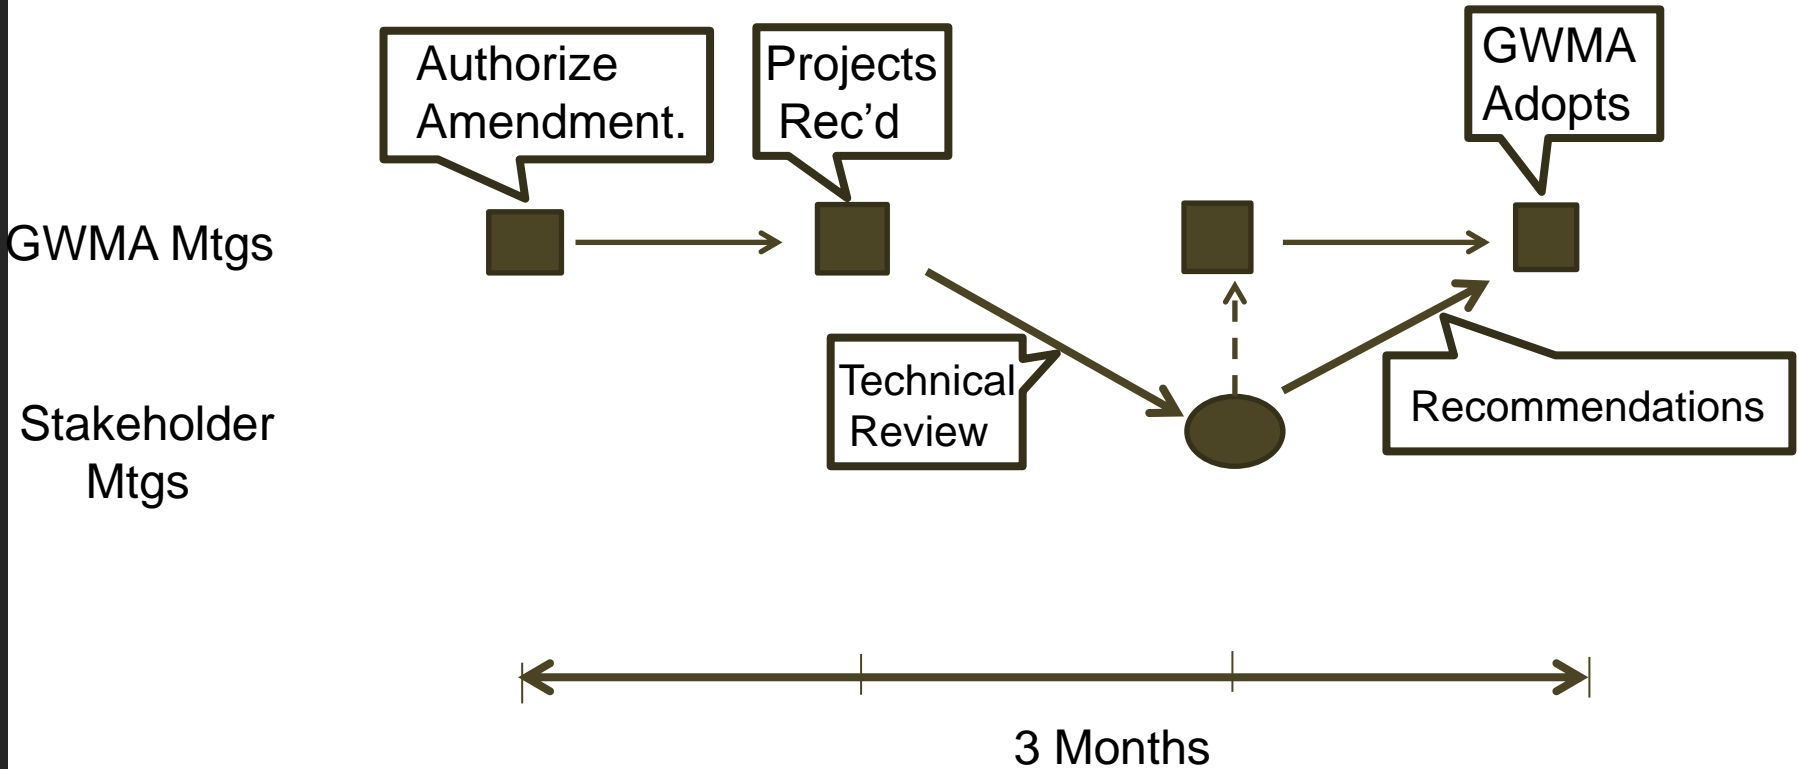 Authorize
Amendment.
Projects
Rec’d
GWMA
Adopts
GWMA Mtgs
Technical
Review
Recommendations
Stakeholder
Mtgs
3 Months